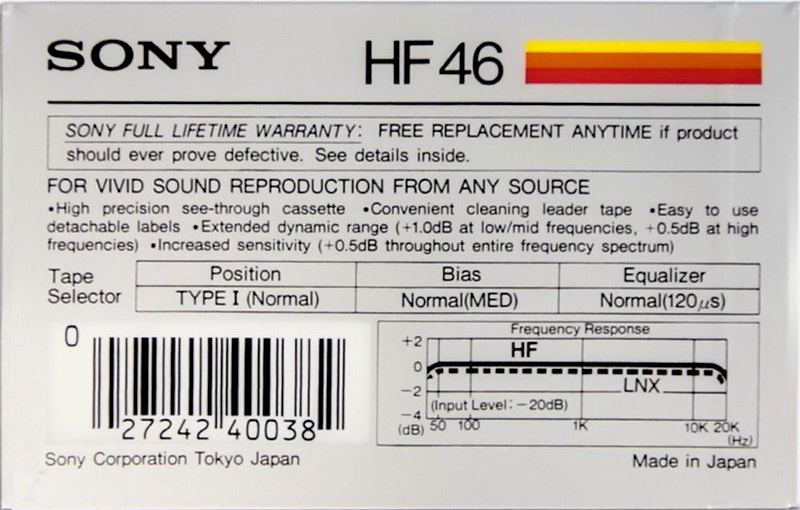 SONY HF46
SONY FULL LIFETIME WARRANTY: FREE REPLACEMENT ANYTIME if product
should ever prove defective. See details inside.
FOR VIVID SOUND REPRODUCTION FROM ANY SOURCE
•High precision see-through cassette •Convenient cleaning leader tape •Easy to use
detachable labels •Extended dynamic range (+1.0dB at low/mid frequencies, +0.5dB at high
frequencies) •Increased sensitivity (+0.5dB throughout entire frequency spectrum)
Tape Selector
Position Bias Equalizer
TYPE I (Normal) Normal(MED) Normal(120μs)
0
27242 40038
Frequency Response
+2
HF
0
-2
LNX
(Input Level: -20dB)
-4
(dB) 50 100 1K 10K 20K
(Hz)
Sony Corporation Tokyo Japan Made in Japan